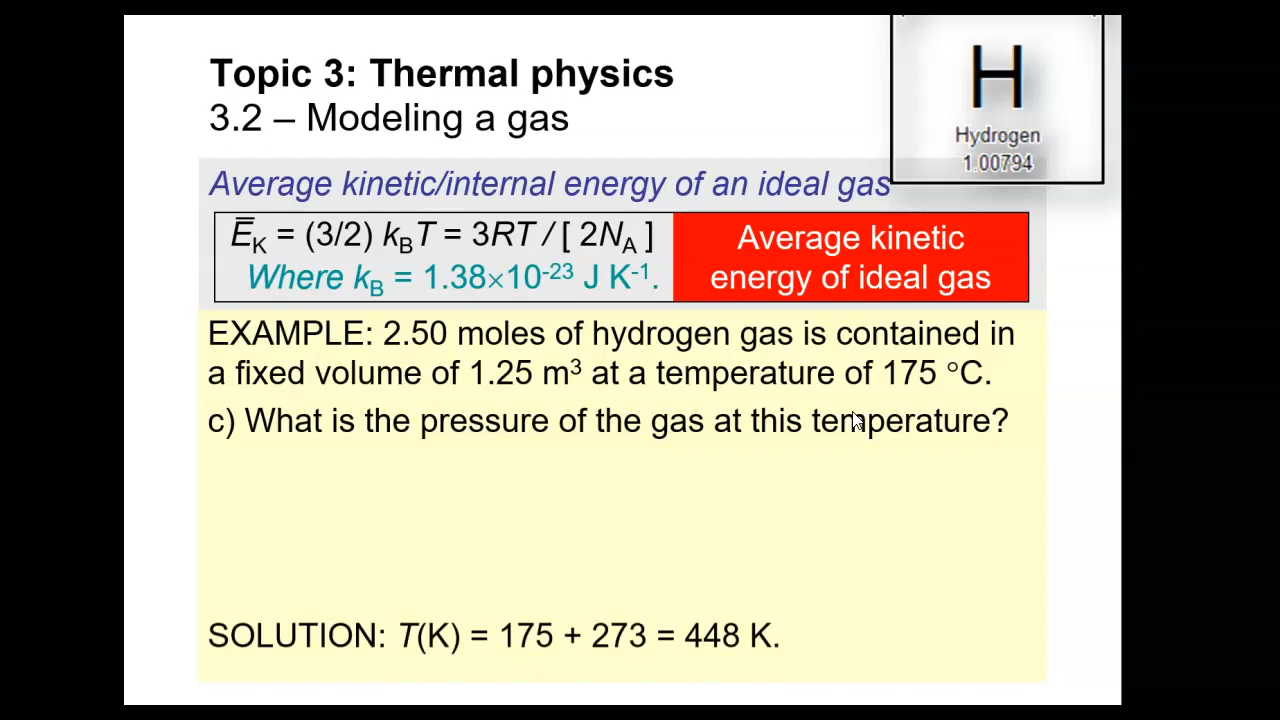 Topic 3: Thermal physics
3.2 – Modeling a gas
H
Hydrogen
1.00794
Average kinetic/internal energy of an ideal gas
E̿K = (3/2) kBT = 3RT / [ 2NA ]
Where kB = 1.38×10-23 J K-1.
Average kinetic
energy of ideal gas
EXAMPLE: 2.50 moles of hydrogen gas is contained in
a fixed volume of 1.25 m³ at a temperature of 175 °C.
c) What is the pressure of the gas at this temperature?
SOLUTION: T(K) = 175 + 273 = 448 K.